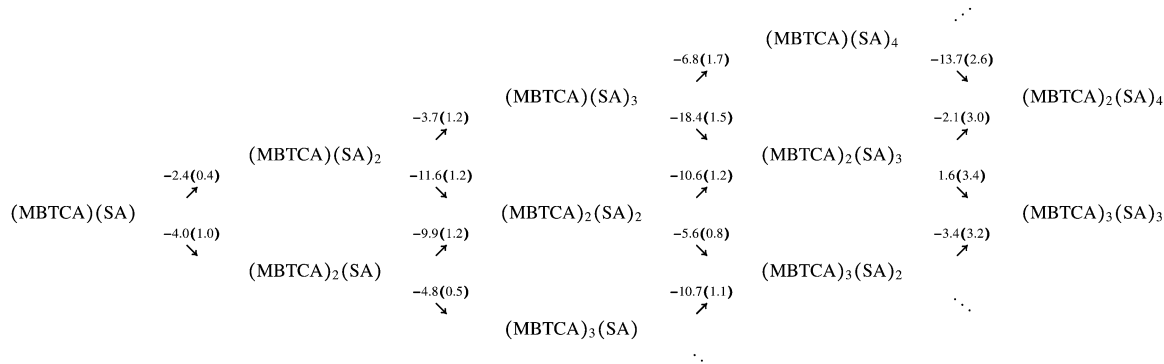 ⋰
(MBTCA)(SA)₄
−6.8(1.7) −13.7(2.6)
↗ ↘
(MBTCA)(SA)₃ (MBTCA)₂(SA)₄
−3.7(1.2) −18.4(1.5) −2.1(3.0)
↗ ↘ ↗
(MBTCA)(SA)₂ (MBTCA)₂(SA)₃
−2.4(0.4) −11.6(1.2) −10.6(1.2) 1.6(3.4)
↗ ↘ ↗ ↘
(MBTCA)(SA) (MBTCA)₂(SA)₂ (MBTCA)₃(SA)₃
−4.0(1.0) −9.9(1.2) −5.6(0.8) −3.4(3.2)
↘ ↗ ↘ ↗
(MBTCA)₂(SA) (MBTCA)₃(SA)₂
−4.8(0.5) −10.7(1.1) ⋱
↘ ↗
(MBTCA)₃(SA)
⋱